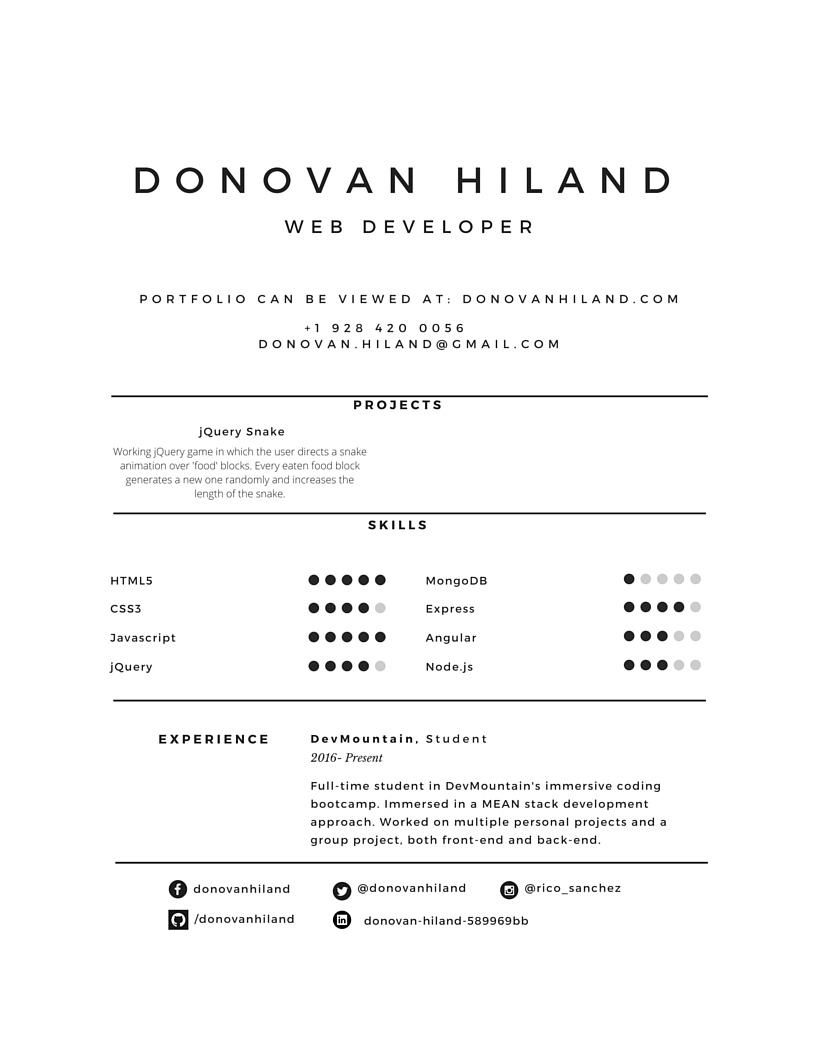 DONOVAN HILAND
WEB DEVELOPER
PORTFOLIO CAN BE VIEWED AT: DONOVANHILAND.COM
+1 928 420 0056
DONOVAN.HILAND@GMAIL.COM
PROJECTS
jQuery Snake
Working jQuery game in which the user directs a snake
animation over 'food' blocks. Every eaten food block
generates a new one randomly and increases the
length of the snake.
SKILLS
HTML5
MongoDB
CSS3
Express
Javascript
Angular
jQuery
Node.js
EXPERIENCE
DevMountain, Student
2016- Present
Full-time student in DevMountain's immersive coding
bootcamp. Immersed in a MEAN stack development
approach. Worked on multiple personal projects and a
group project, both front-end and back-end.
donovanhiland
@donovanhiland
@rico_sanchez
/donovanhiland
donovan-hiland-589969bb